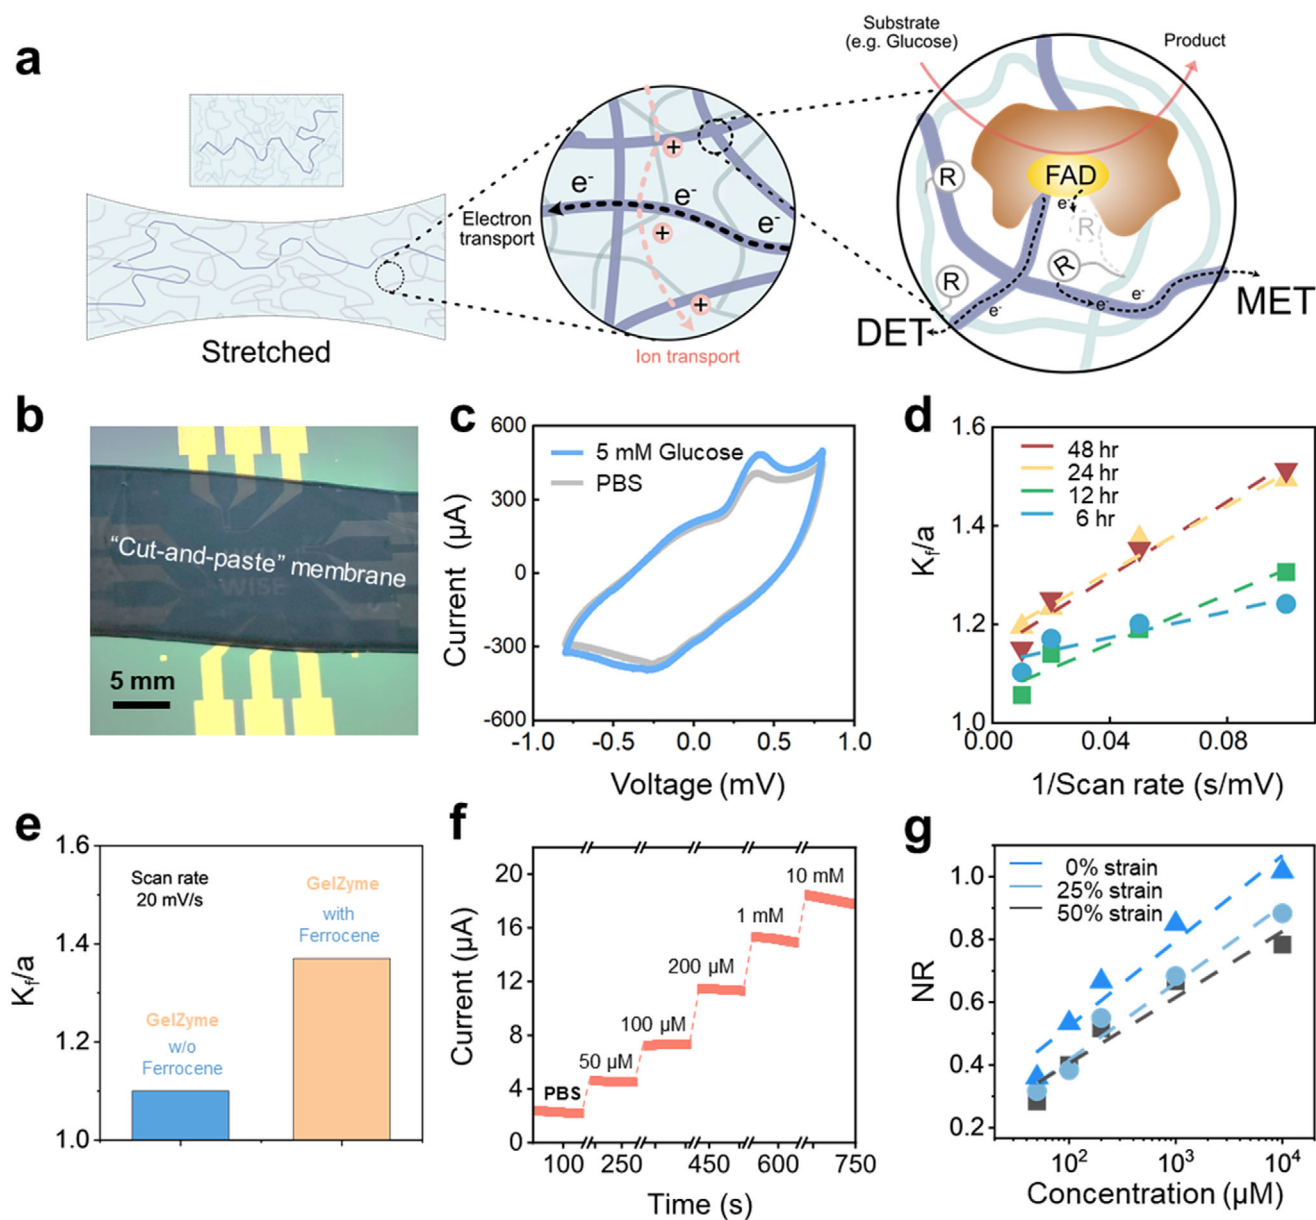 a
Stretched
Electron
transport
e-
e-
e-
+
+
+
Ion transport
Substrate
(e.g. Glucose)
Product
FAD
e-
R
R
R
R
e-
e-
e-
DET
MET
b
"Cut-and-paste" membrane
WISE
5 mm
c
5 mM Glucose
PBS
600
300
0
-300
-600
-1.0
-0.5
0.0
0.5
1.0
Current (µA)
Voltage (mV)
d
48 hr
24 hr
12 hr
6 hr
1.6
1.4
1.2
1.0
0.00
0.04
0.08
Kf/a
1/Scan rate (s/mV)
e
Scan rate
20 mV/s
GelZyme
w/o
Ferrocene
GelZyme
with
Ferrocene
1.6
1.4
1.2
1.0
Kf/a
f
PBS
50 µM
100 µM
200 µM
1 mM
10 mM
20
16
12
8
4
0
100
250
450
600
750
Current (µA)
Time (s)
g
0% strain
25% strain
50% strain
1.0
0.8
0.6
0.4
0.2
10²
10³
10⁴
NR
Concentration (µM)